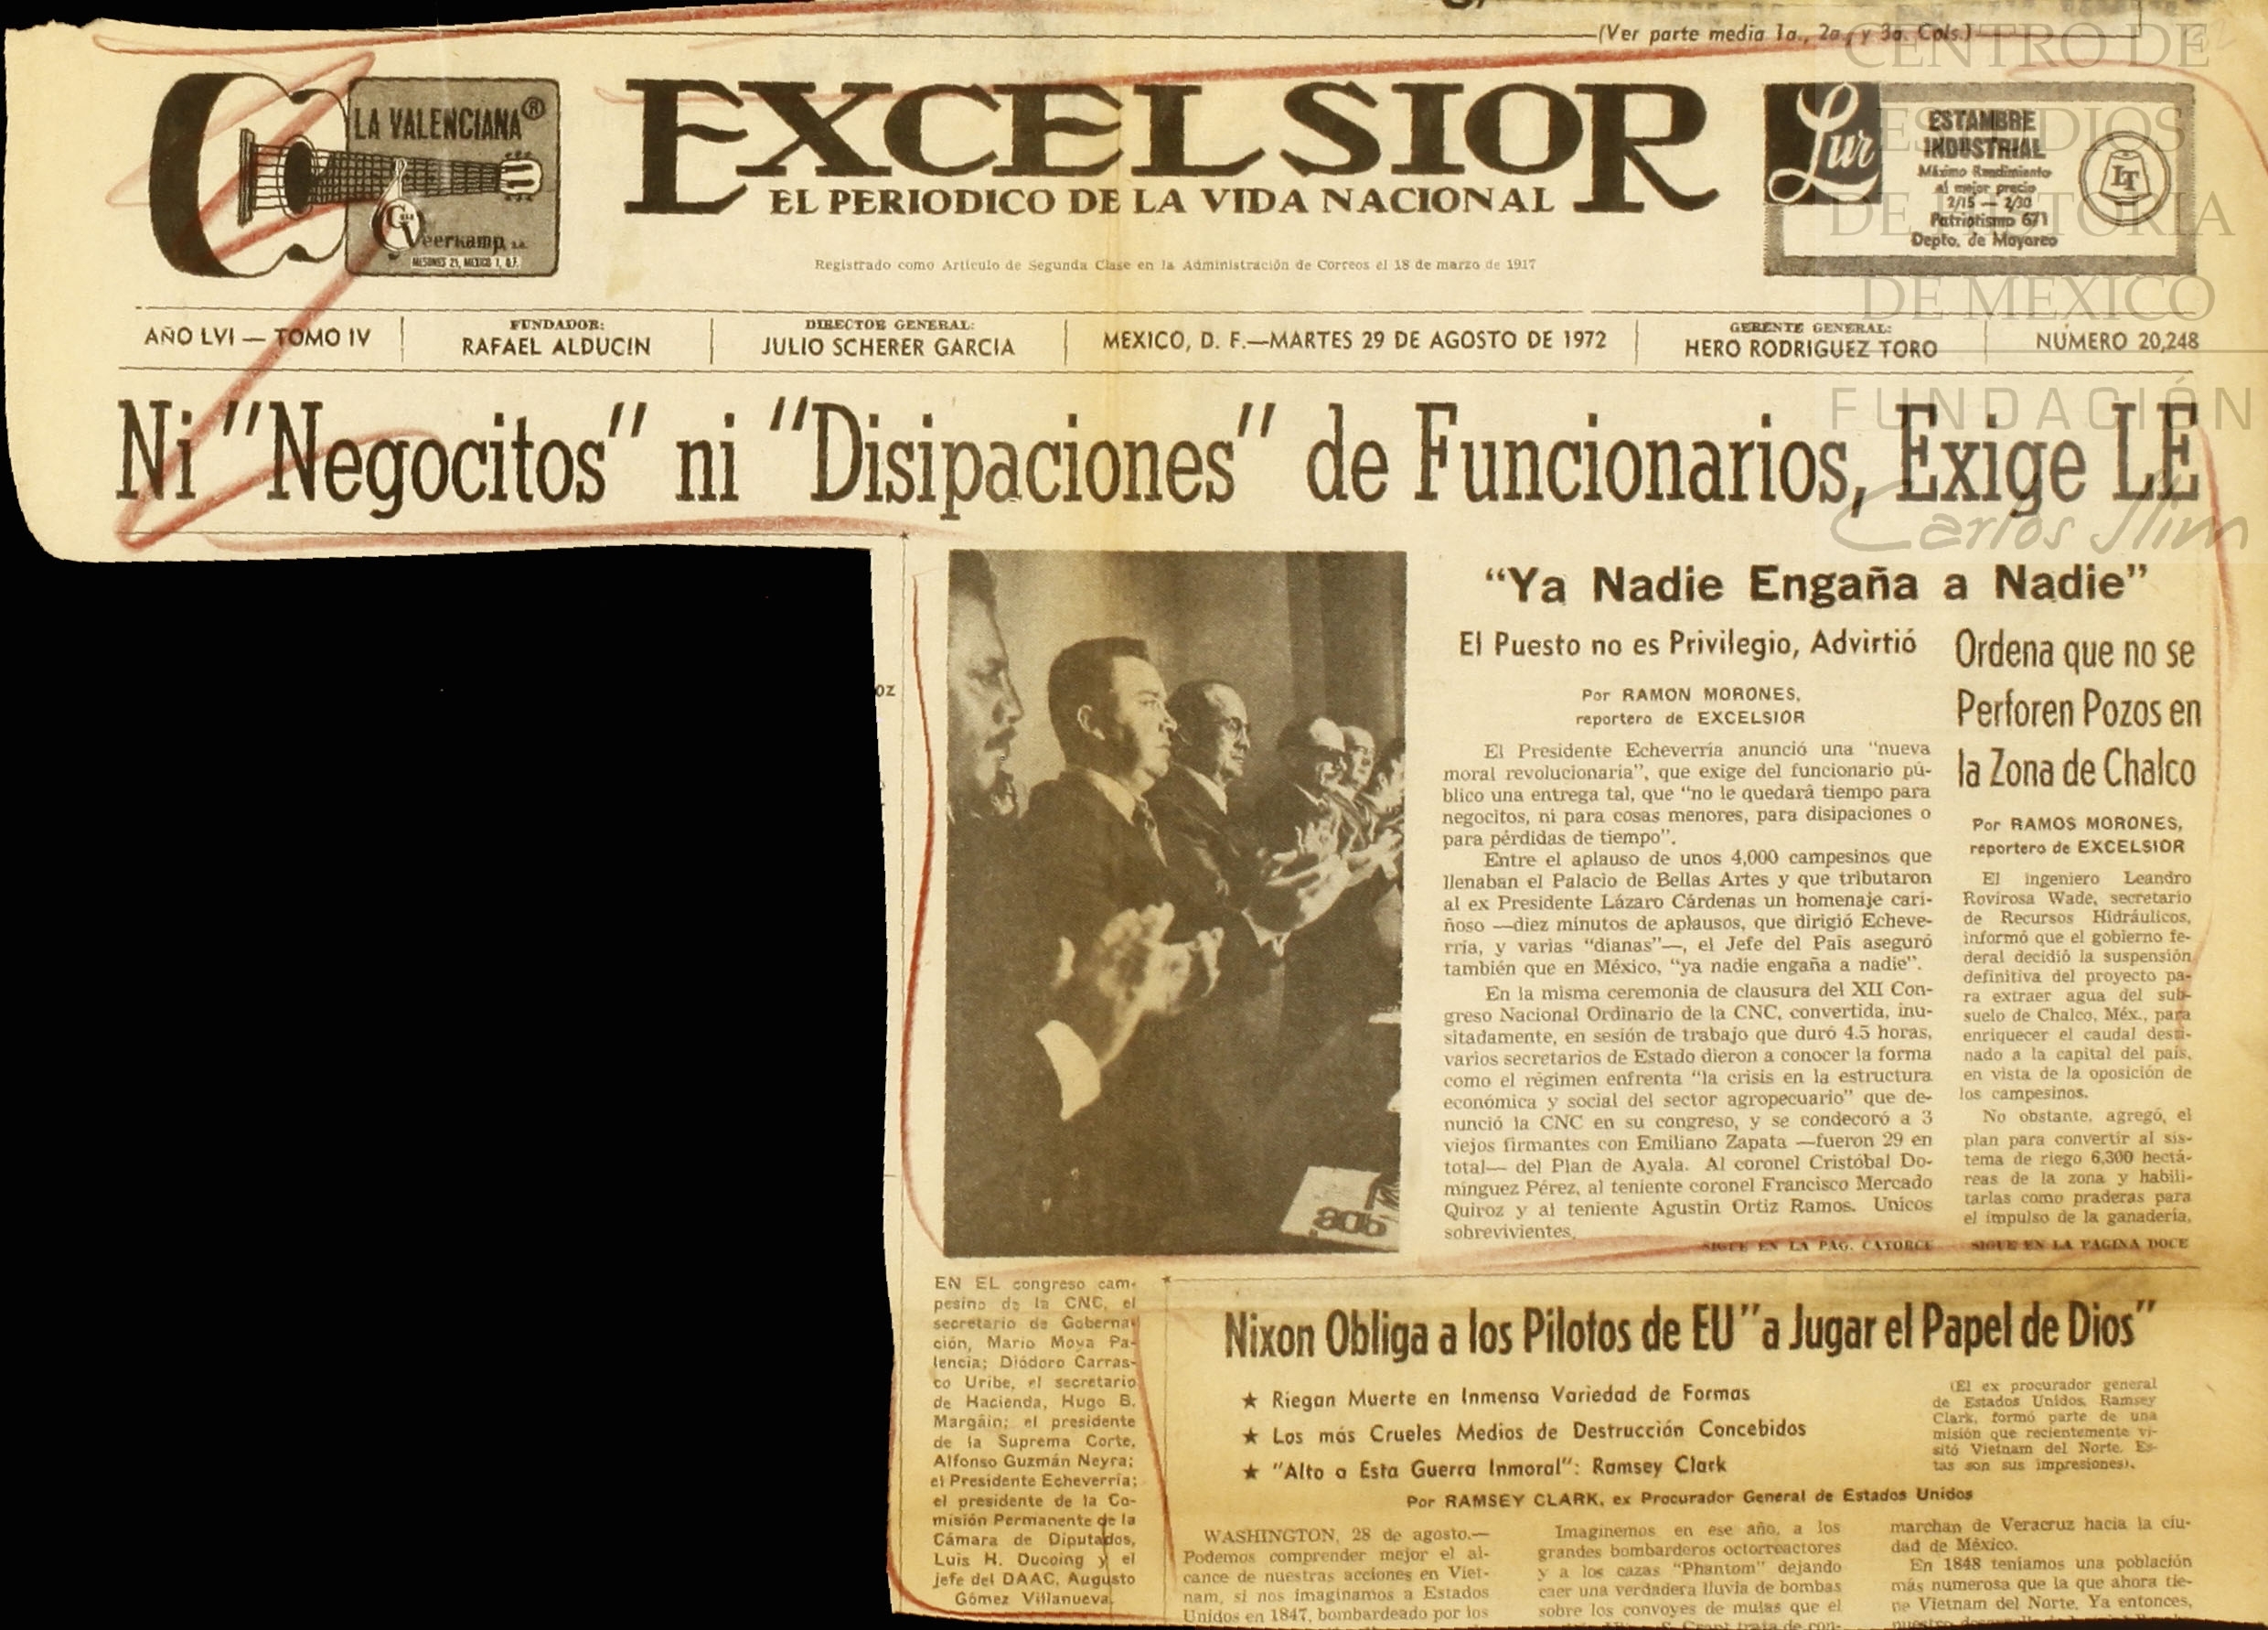 (Ver parte media 1a., 2a. y 3a. Cols.)
LA VALENCIANA®
Veerkamp, s.a.
MESONES 21, MEXICO 1, D.F.
EXCELSIOR
EL PERIODICO DE LA VIDA NACIONAL
Registrado como Artículo de Segunda Clase en la Administración de Correos el 18 de marzo de 1917
Lur
ESTAMBRE
INDUSTRIAL
Máximo Rendimiento
al mejor precio
2/15 — 2/30
Patriotismo 671
Depto. de Mayoreo
LT
CENTRO DE
ESTUDIOS
DE HISTORIA
DE MEXICO
FUNDACIÓN
Carlos Slim
AÑO LVI — TOMO IV
FUNDADOR:
RAFAEL ALDUCIN
DIRECTOR GENERAL:
JULIO SCHERER GARCIA
MEXICO, D. F.—MARTES 29 DE AGOSTO DE 1972
GERENTE GENERAL:
HERO RODRIGUEZ TORO
NUMERO 20,248
Ni "Negocitos" ni "Disipaciones" de Funcionarios, Exige LE
oz
"Ya Nadie Engaña a Nadie"
El Puesto no es Privilegio, Advirtió
Por RAMON MORONES,
reportero de EXCELSIOR
El Presidente Echeverría anunció una "nueva
moral revolucionaria", que exige del funcionario pú-
blico una entrega tal, que "no le quedará tiempo para
negocitos, ni para cosas menores, para disipaciones o
para pérdidas de tiempo".
Entre el aplauso de unos 4,000 campesinos que
llenaban el Palacio de Bellas Artes y que tributaron
al ex Presidente Lázaro Cárdenas un homenaje cari-
ñoso —diez minutos de aplausos, que dirigió Echeve-
rría, y varias "dianas"—, el Jefe del País aseguró
también que en México, "ya nadie engaña a nadie".
En la misma ceremonia de clausura del XII Con-
greso Nacional Ordinario de la CNC, convertida, inu-
sitadamente, en sesión de trabajo que duró 4.5 horas,
varios secretarios de Estado dieron a conocer la forma
como el régimen enfrenta "la crisis en la estructura
económica y social del sector agropecuario" que de-
nunció la CNC en su congreso, y se condecoró a 3
viejos firmantes con Emiliano Zapata —fueron 29 en
total— del Plan de Ayala. Al coronel Cristóbal Do-
mínguez Pérez, al teniente coronel Francisco Mercado
Quiroz y al teniente Agustín Ortiz Ramos. Unicos
sobrevivientes.
SIGUE EN LA PAG. CATORCE
Ordena que no se
Perforen Pozos en
la Zona de Chalco
Por RAMOS MORONES,
reportero de EXCELSIOR
El ingeniero Leandro
Rovirosa Wade, secretario
de Recursos Hidráulicos,
informó que el gobierno fe-
deral decidió la suspensión
definitiva del proyecto pa-
ra extraer agua del sub-
suelo de Chalco, Méx., para
enriquecer el caudal desti-
nado a la capital del país,
en vista de la oposición de
los campesinos.
No obstante, agregó, el
plan para convertir al sis-
tema de riego 6,300 hectá-
reas de la zona y habili-
tarlas como praderas para
el impulso de la ganadería,
SIGUE EN LA PAGINA DOCE
EN EL congreso cam-
pesino de la CNC, el
secretario de Goberna-
ción, Mario Moya Pa-
lencia; Diódoro Carras-
co Uribe, el secretario
de Hacienda, Hugo B.
Margáin; el presidente
de la Suprema Corte,
Alfonso Guzmán Neyra;
el Presidente Echeverría;
el presidente de la Co-
misión Permanente de la
Cámara de Diputados,
Luis H. Ducoing y el
jefe del DAAC, Augusto
Gómez Villanueva.
Nixon Obliga a los Pilotos de EU "a Jugar el Papel de Dios"
★ Riegan Muerte en Inmensa Variedad de Formas
★ Los más Crueles Medios de Destrucción Concebidos
★ "Alto a Esta Guerra Inmoral": Ramsey Clark
(El ex procurador general
de Estados Unidos, Ramsey
Clark, formó parte de una
misión que recientemente vi-
sitó Vietnam del Norte. Es-
tas son sus impresiones).
Por RAMSEY CLARK, ex Procurador General de Estados Unidos
WASHINGTON, 28 de agosto.—
Podemos comprender mejor el al-
cance de nuestras acciones en Viet-
nam, si nos imaginamos a Estados
Unidos en 1847, bombardeado por los
Imaginemos en ese año, a los
grandes bombarderos octorreactores
y a los cazas "Phantom" dejando
caer una verdadera lluvia de bombas
sobre los convoyes de mulas que el
marchan de Veracruz hacia la ciu-
dad de México.
En 1848 teníamos una población
más numerosa que la que ahora tie-
ne Vietnam del Norte. Ya entonces,